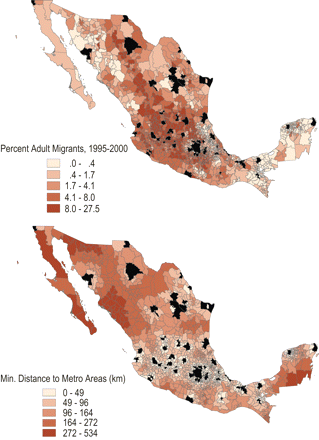 Percent Adult Migrants, 1995-2000
.0 - .4
.4 - 1.7
1.7 - 4.1
4.1 - 8.0
8.0 - 27.5
Min. Distance to Metro Areas (km)
0 - 49
49 - 96
96 - 164
164 - 272
272 - 534